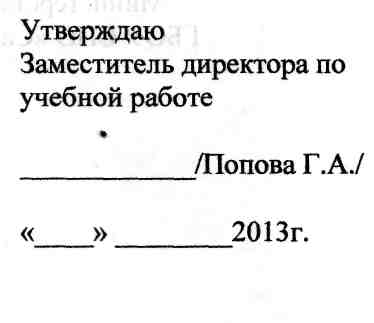 Утверждаю
Заместитель директора по
учебной работе
____________/Попова Г.А./
«____» ________2013г.